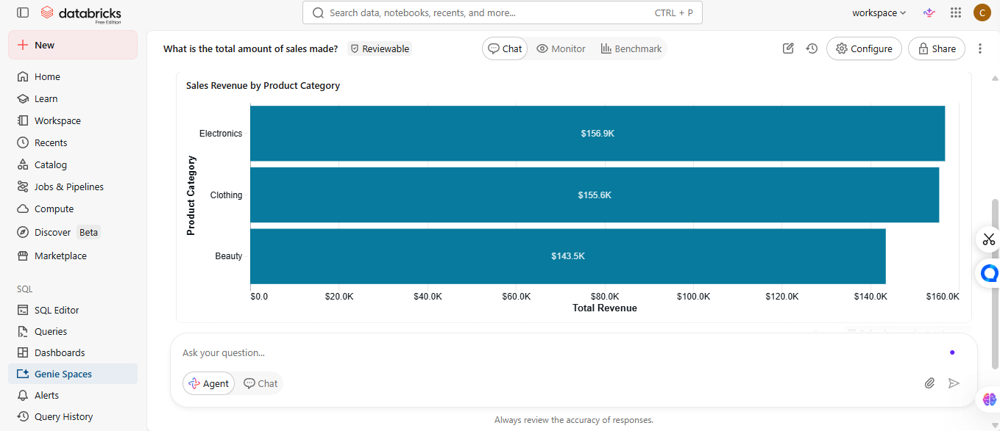 databricks
Free Edition
Search data, notebooks, recents, and more...
CTRL + P
workspace
C
New
Home
Learn
Workspace
Recents
Catalog
Jobs & Pipelines
Compute
Discover Beta
Marketplace
SQL
SQL Editor
Queries
Dashboards
Genie Spaces
Alerts
Query History
What is the total amount of sales made?
Reviewable
Chat
Monitor
Benchmark
Configure
Share
Sales Revenue by Product Category
Product Category
Electronics
$156.9K
Clothing
$155.6K
Beauty
$143.5K
$0.0 $20.0K $40.0K $60.0K $80.0K $100.0K $120.0K $140.0K $160.0K
Total Revenue
Ask your question...
Agent
Chat
Always review the accuracy of responses.